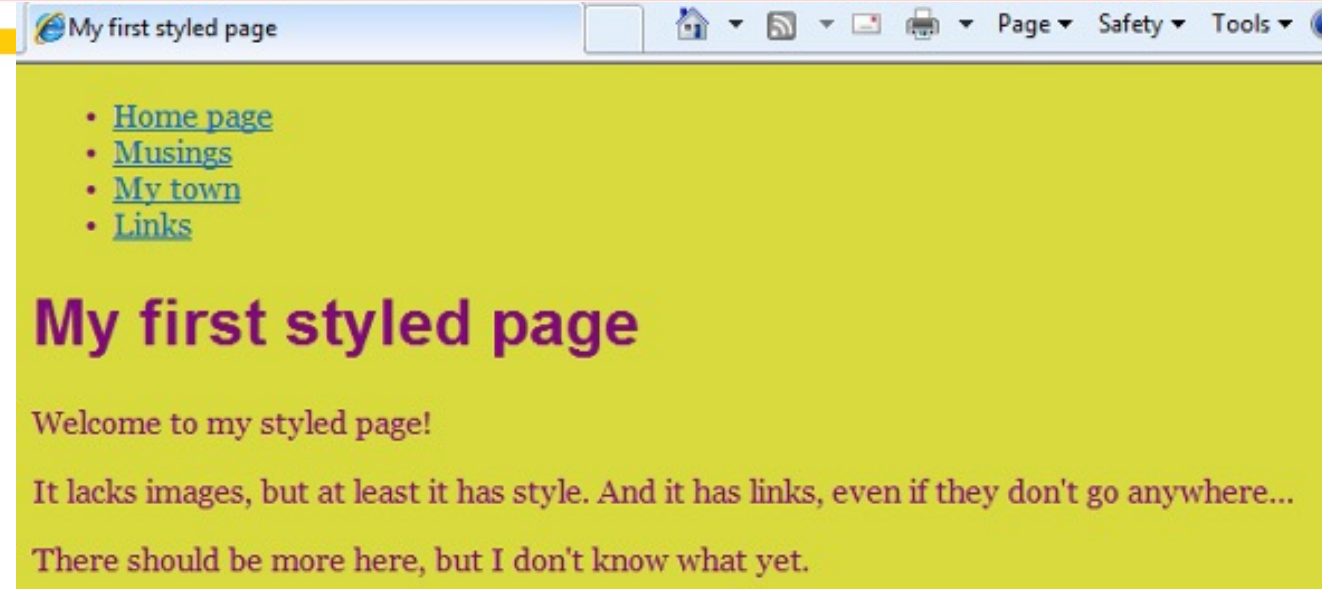 My first styled page
Page Safety Tools
• Home page
• Musings
• My town
• Links
My first styled page
Welcome to my styled page!
It lacks images, but at least it has style. And it has links, even if they don't go anywhere...
There should be more here, but I don't know what yet.